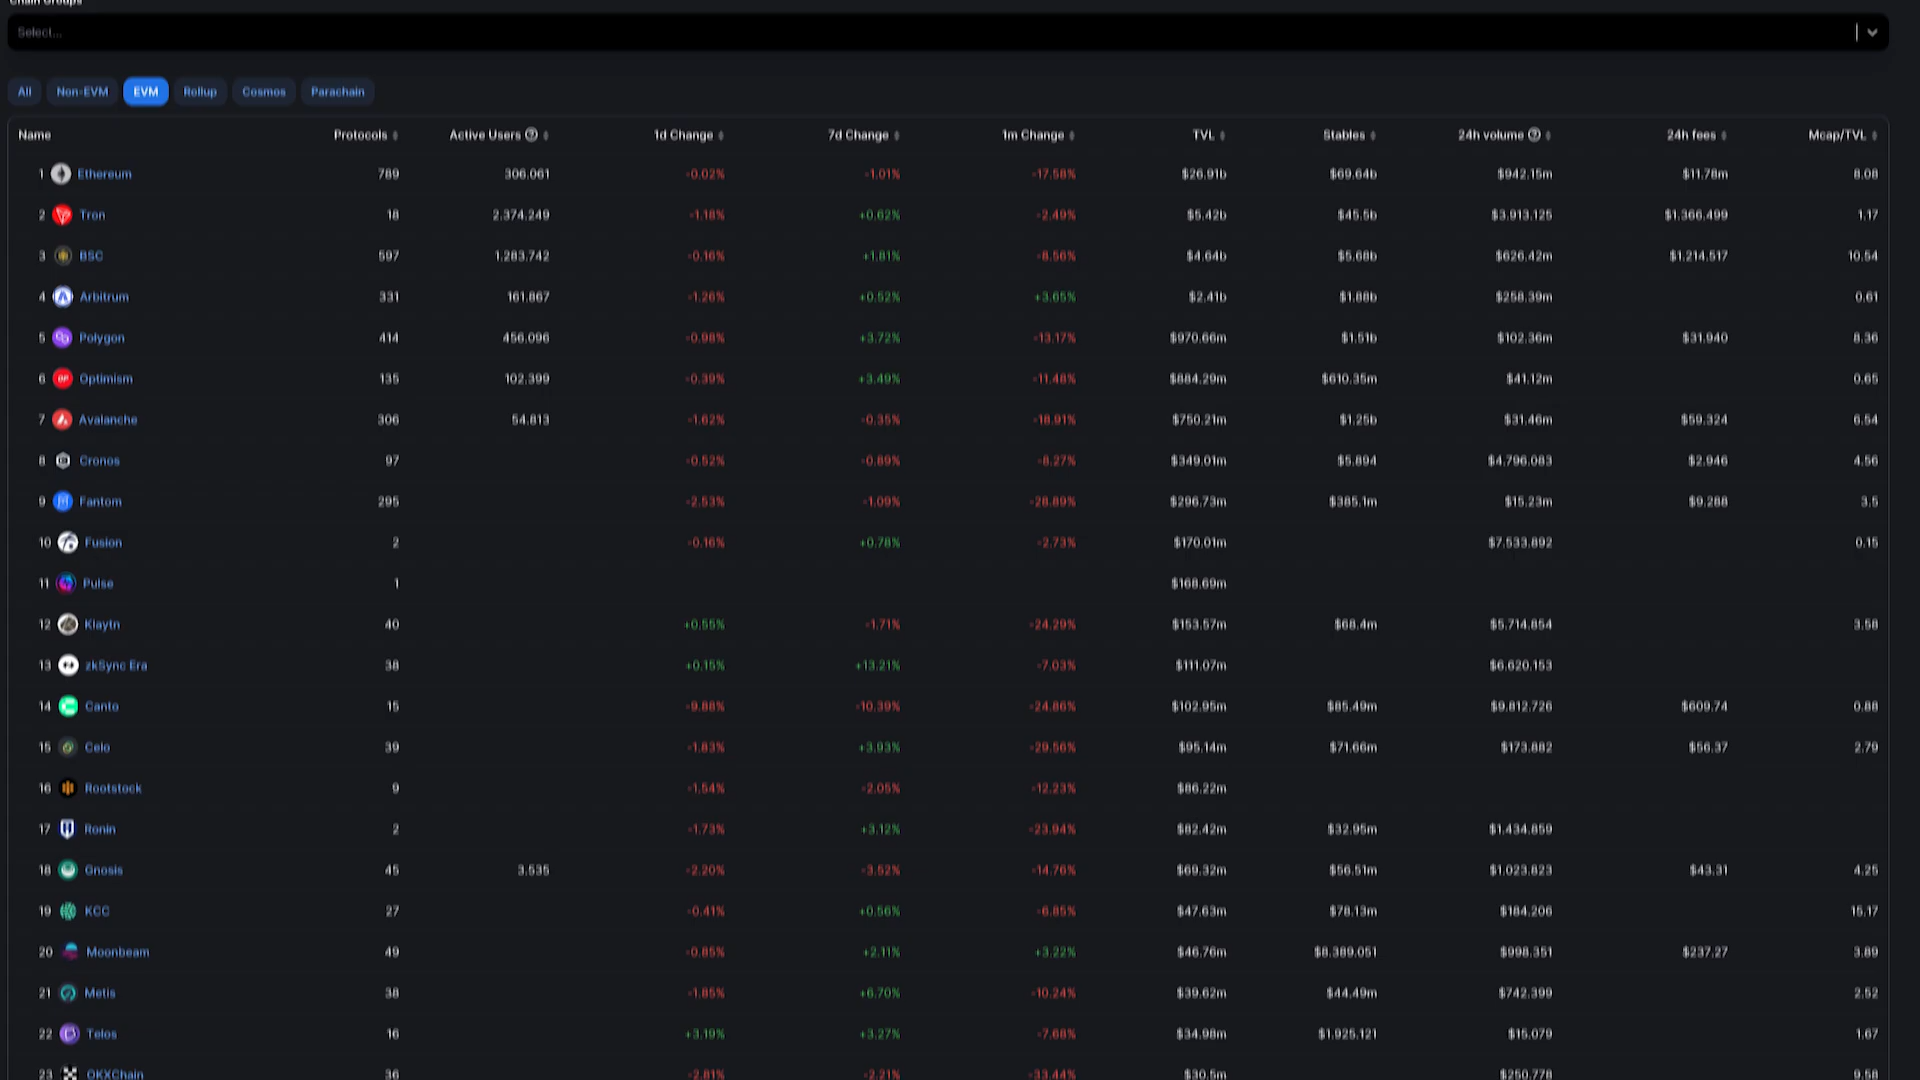 Chain Groups
Select...
All Non-EVM EVM Rollup Cosmos Parachain
Name Protocols Active Users 1d Change 7d Change 1m Change TVL Stables 24h volume 24h fees Mcap/TVL
1 Ethereum 789 306.061 -0.02% -1.01% -17.58% $26.91b $69.64b $942.15m $11.78m 8.08
2 Tron 18 2.374.249 -1.18% +0.62% -2.49% $5.42b $45.5b $3.913.125 $1.366.499 1.17
3 BSC 597 1.283.742 -0.16% +1.81% -8.56% $4.64b $5.68b $626.42m $1.214.517 10.54
4 Arbitrum 331 161.867 -1.26% +0.52% +3.65% $2.41b $1.88b $258.39m 0.61
5 Polygon 414 456.096 -0.98% +3.72% -13.17% $970.66m $1.51b $102.36m $31.940 8.36
6 Optimism 135 102.399 -0.39% +3.49% -11.48% $884.29m $610.35m $41.12m 0.65
7 Avalanche 306 54.813 -1.62% -0.35% -18.91% $750.21m $1.25b $31.46m $59.324 6.54
8 Cronos 97 -0.52% -0.89% -8.27% $349.01m $5.894 $4.796.083 $2.946 4.56
9 Fantom 295 -2.53% -1.09% -28.89% $296.73m $385.1m $15.23m $9.288 3.5
10 Fusion 2 -0.16% +0.78% -2.73% $170.01m $7.533.892 0.15
11 Pulse 1 $168.69m
12 Klaytn 40 +0.55% -1.71% -24.29% $153.57m $68.4m $5.714.854 3.58
13 zkSync Era 38 +0.15% +13.21% -7.03% $111.07m $6.620.153
14 Canto 15 -9.88% -10.39% -24.86% $102.95m $85.49m $9.812.726 $609.74 0.88
15 Celo 39 -1.83% +3.93% -29.56% $95.14m $71.66m $173.882 $56.37 2.79
16 Rootstock 9 -1.54% -2.05% -12.23% $86.22m
17 Ronin 2 -1.73% +3.12% -23.94% $82.42m $32.95m $1.434.859
18 Gnosis 45 3.535 -2.20% -3.52% -14.76% $69.32m $56.51m $1.023.823 $43.31 4.25
19 KCC 27 -0.41% +0.56% -6.85% $47.63m $78.13m $184.206 15.17
20 Moonbeam 49 -0.85% +2.11% +3.22% $46.76m $8.389.051 $998.351 $237.27 3.89
21 Metis 38 -1.85% +6.70% -10.24% $39.62m $44.49m $742.399 2.52
22 Telos 16 +3.19% +3.27% -7.68% $34.98m $1.925.121 $15.079 1.67
23 OKXChain 36 -2.81% -2.21% -33.44% $30.5m $250.778 9.58